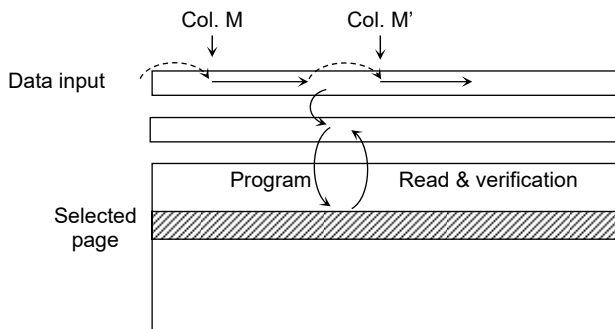 Col. M
Col. M’
Data input
Program
Read & verification
Selected
page